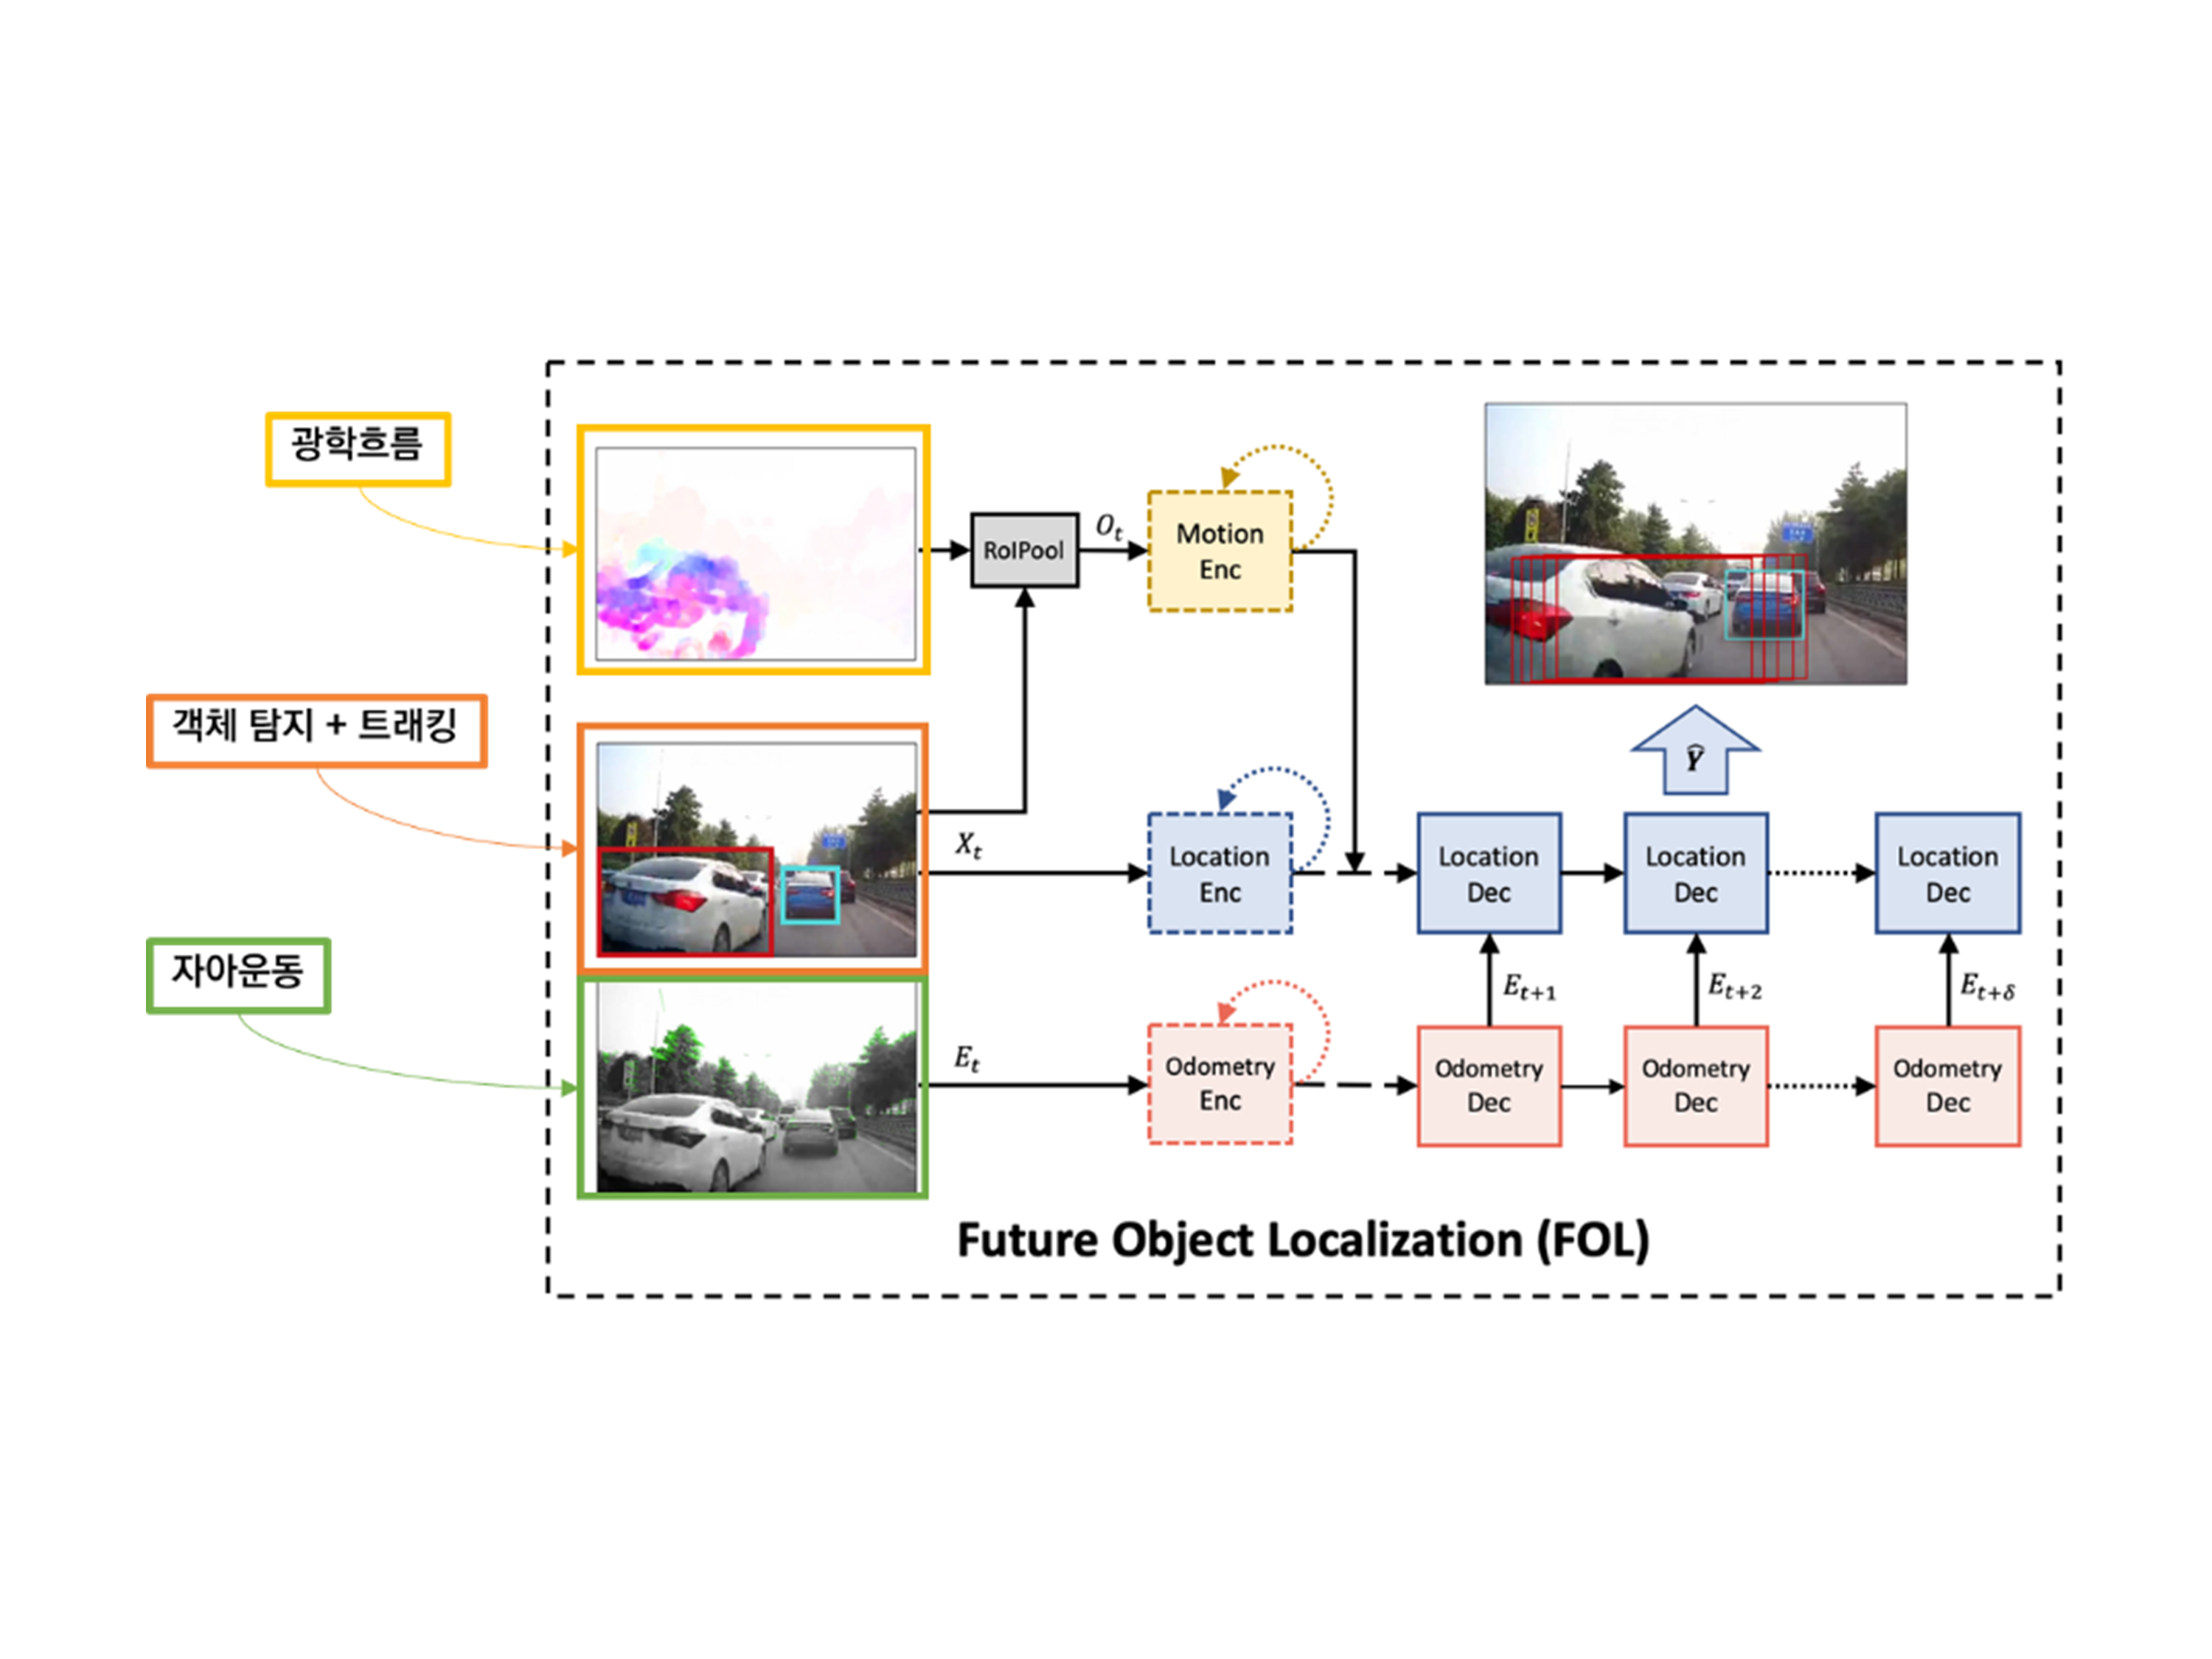 광학흐름
객체 탐지 + 트래킹
자아운동
RoIPool
O_t
Motion
Enc
X_t
Location
Enc
Location
Dec
Location
Dec
Location
Dec
Ŷ
E_t
Odometry
Enc
E_{t+1}
E_{t+2}
E_{t+δ}
Odometry
Dec
Odometry
Dec
Odometry
Dec
Future Object Localization (FOL)